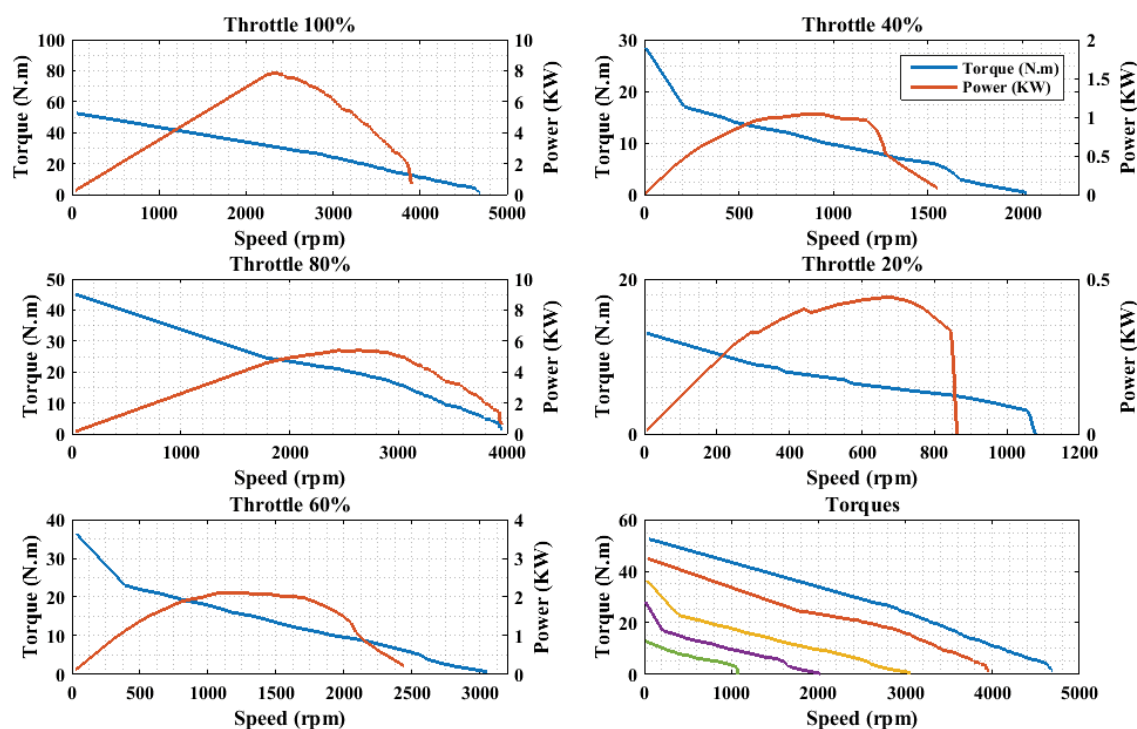 Throttle 100%
Torque (N.m)
100
80
60
40
20
0
10
8
6
4
2
0
Power (KW)
0 1000 2000 3000 4000 5000
Speed (rpm)
Throttle 40%
Torque (N.m)
30
20
10
0
2
1.5
1
0.5
0
Power (KW)
Torque (N.m)
Power (KW)
0 500 1000 1500 2000
Speed (rpm)
Throttle 80%
Torque (N.m)
50
40
30
20
10
0
10
8
6
4
2
0
Power (KW)
0 1000 2000 3000 4000
Speed (rpm)
Throttle 20%
Torque (N.m)
20
10
0
0.5
0
Power (KW)
0 200 400 600 800 1000 1200
Speed (rpm)
Throttle 60%
Torque (N.m)
40
30
20
10
0
4
3
2
1
0
Power (KW)
0 500 1000 1500 2000 2500 3000
Speed (rpm)
Torques
Torque (N.m)
60
40
20
0
0 1000 2000 3000 4000 5000
Speed (rpm)